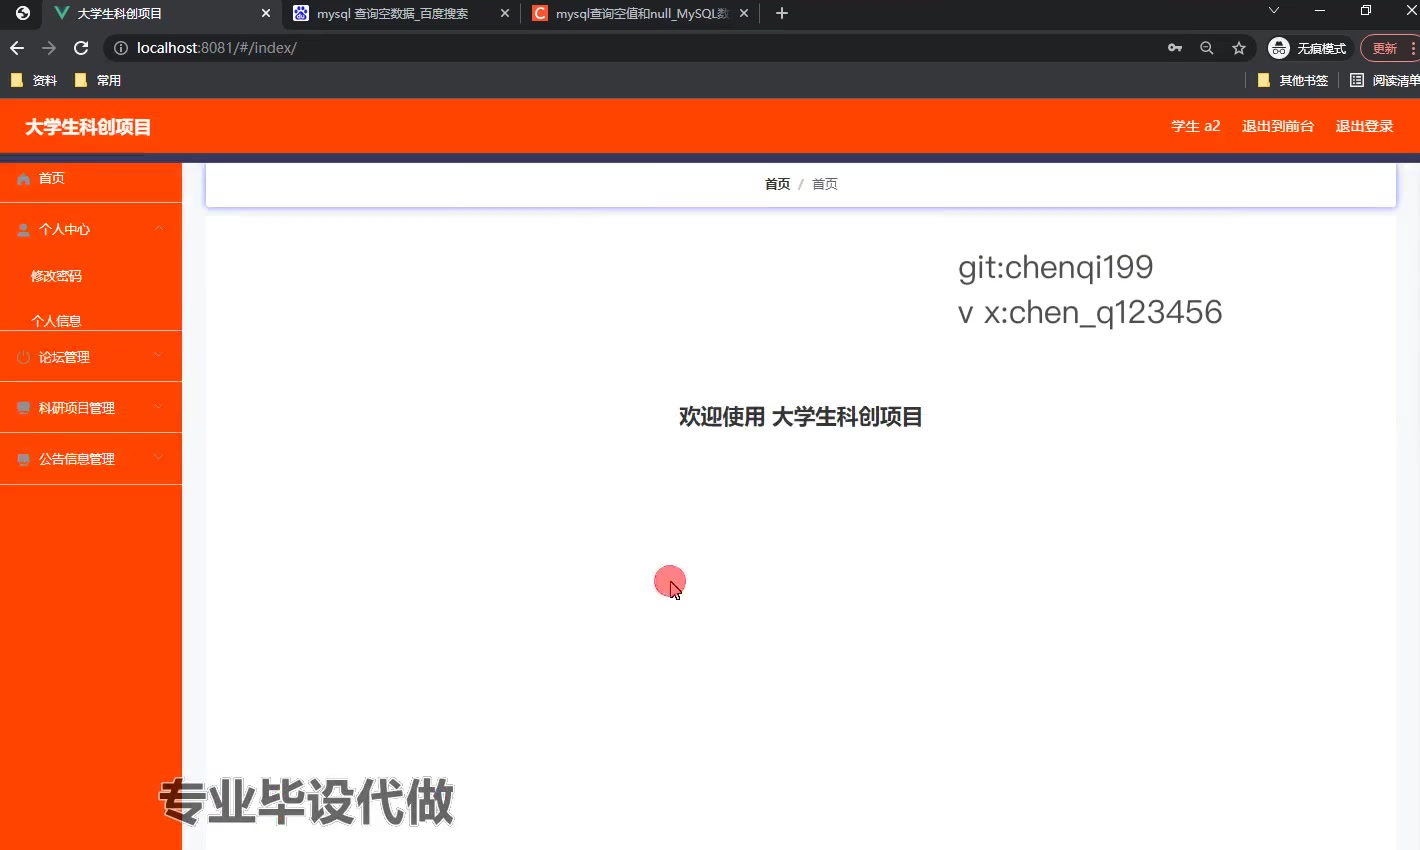 大学生科创项目
mysql 查询空数据_百度搜索
mysql查询空值和null_MySQL数
localhost:8081/#/index/
无痕模式
更新
资料
常用
其他书签
阅读清单
大学生科创项目
学生 a2
退出到前台
退出登录
首页
首页 / 首页
个人中心
修改密码
个人信息
论坛管理
科研项目管理
公告信息管理
git:chenqi199
v x:chen_q123456
欢迎使用 大学生科创项目
专业毕设代做